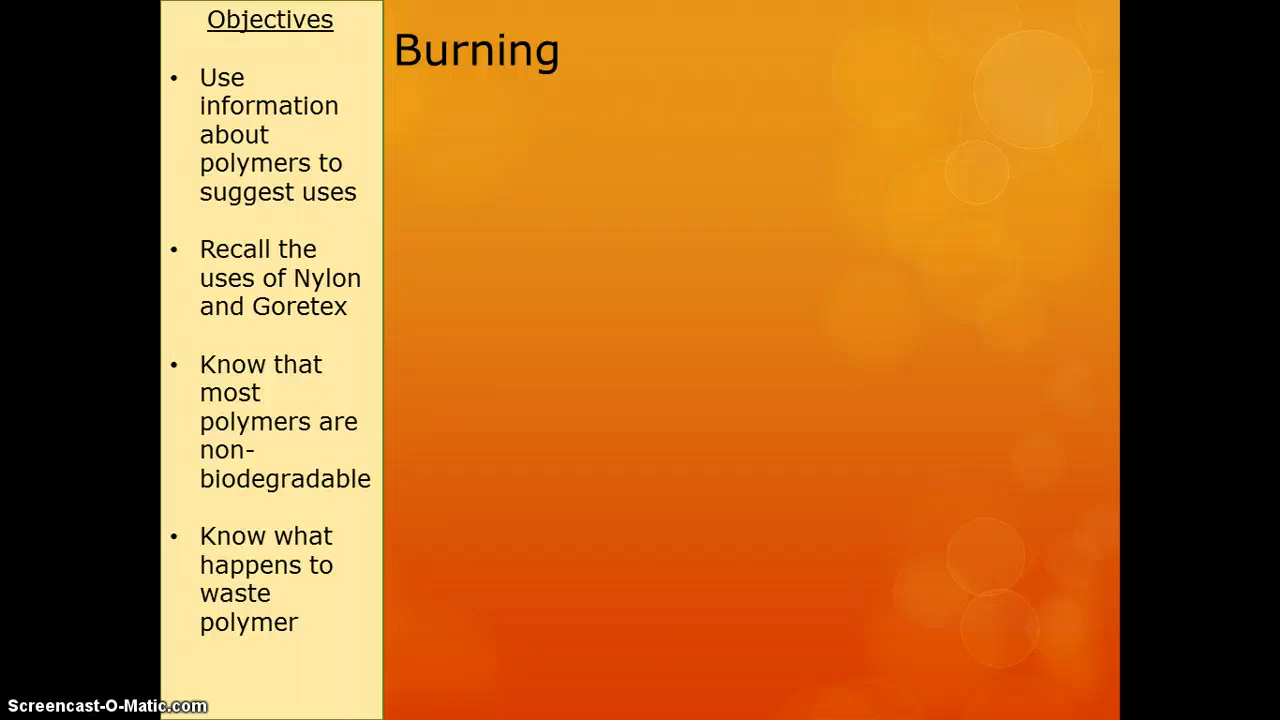 Objectives
• Use
information
about
polymers to
suggest uses
• Recall the
uses of Nylon
and Goretex
• Know that
most
polymers are
non-
biodegradable
• Know what
happens to
waste
polymer
Burning
Screencast-O-Matic.com